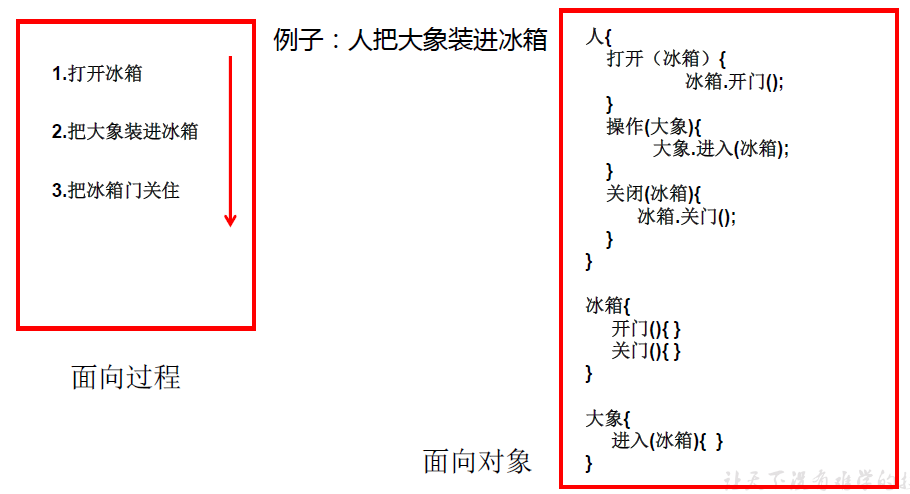 例子：人把大象装进冰箱
1.打开冰箱
2.把大象装进冰箱
3.把冰箱门关住
面向过程
人{
打开（冰箱）{
冰箱.开门();
}
操作(大象){
大象.进入(冰箱);
}
关闭(冰箱){
冰箱.关门();
}
}
冰箱{
开门(){ }
关门(){ }
}
大象{
进入(冰箱){ }
}
面向对象
让天下没有难学的技